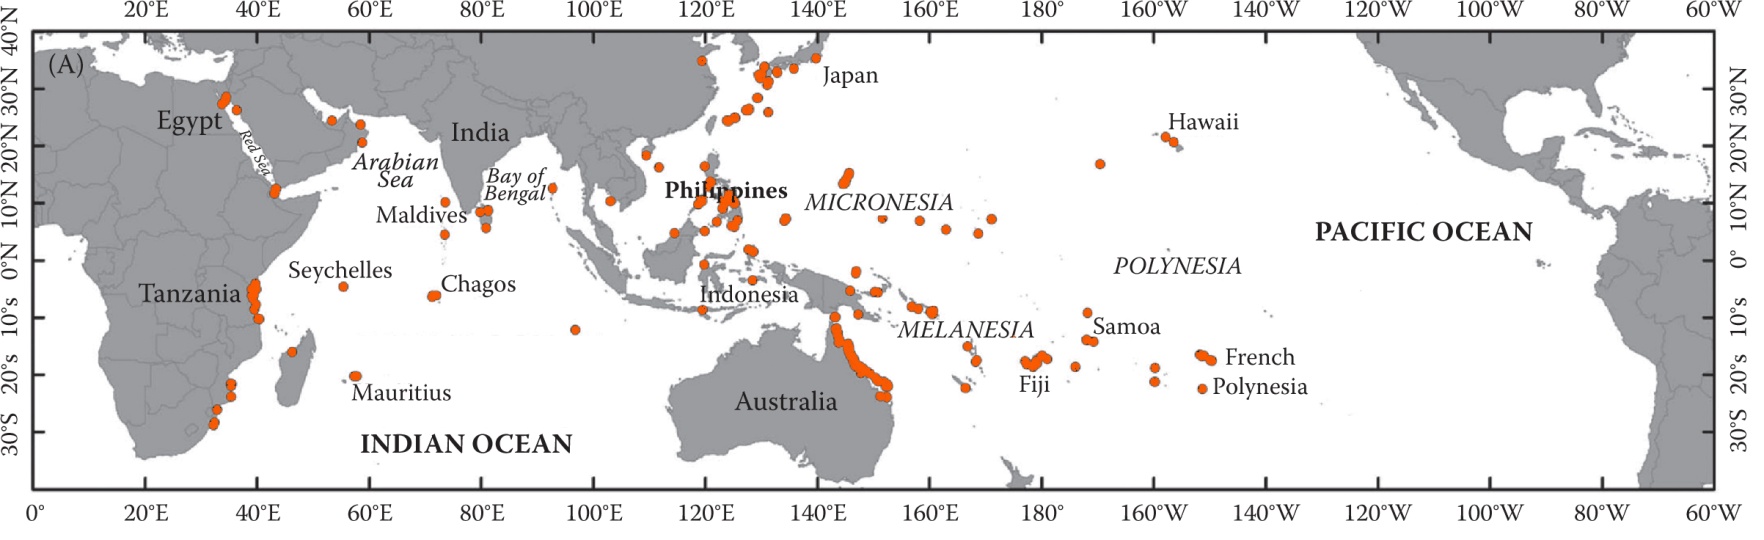 0° 20°E 40°E 60°E 80°E 100°E 120°E 140°E 160°E 180° 160°W 140°W 120°W 100°W 80°W 60°W
20°E 40°E 60°E 80°E 100°E 120°E 140°E 160°E 180° 160°W 140°W 120°W 100°W 80°W 60°W
40°N
30°N
20°N
10°N
0°N
10°s
20°s
30°S
30°N
20°N
10°N
0°
10°s
20°s
30°S
(A)
Japan
Egypt
India
Hawaii
Red Sea
Arabian
Sea
Bay of
Bengal
Philippines
MICRONESIA
Maldives
PACIFIC OCEAN
Seychelles
Chagos
POLYNESIA
Tanzania
Indonesia
MELANESIA
Samoa
French
Polynesia
Fiji
Mauritius
Australia
INDIAN OCEAN